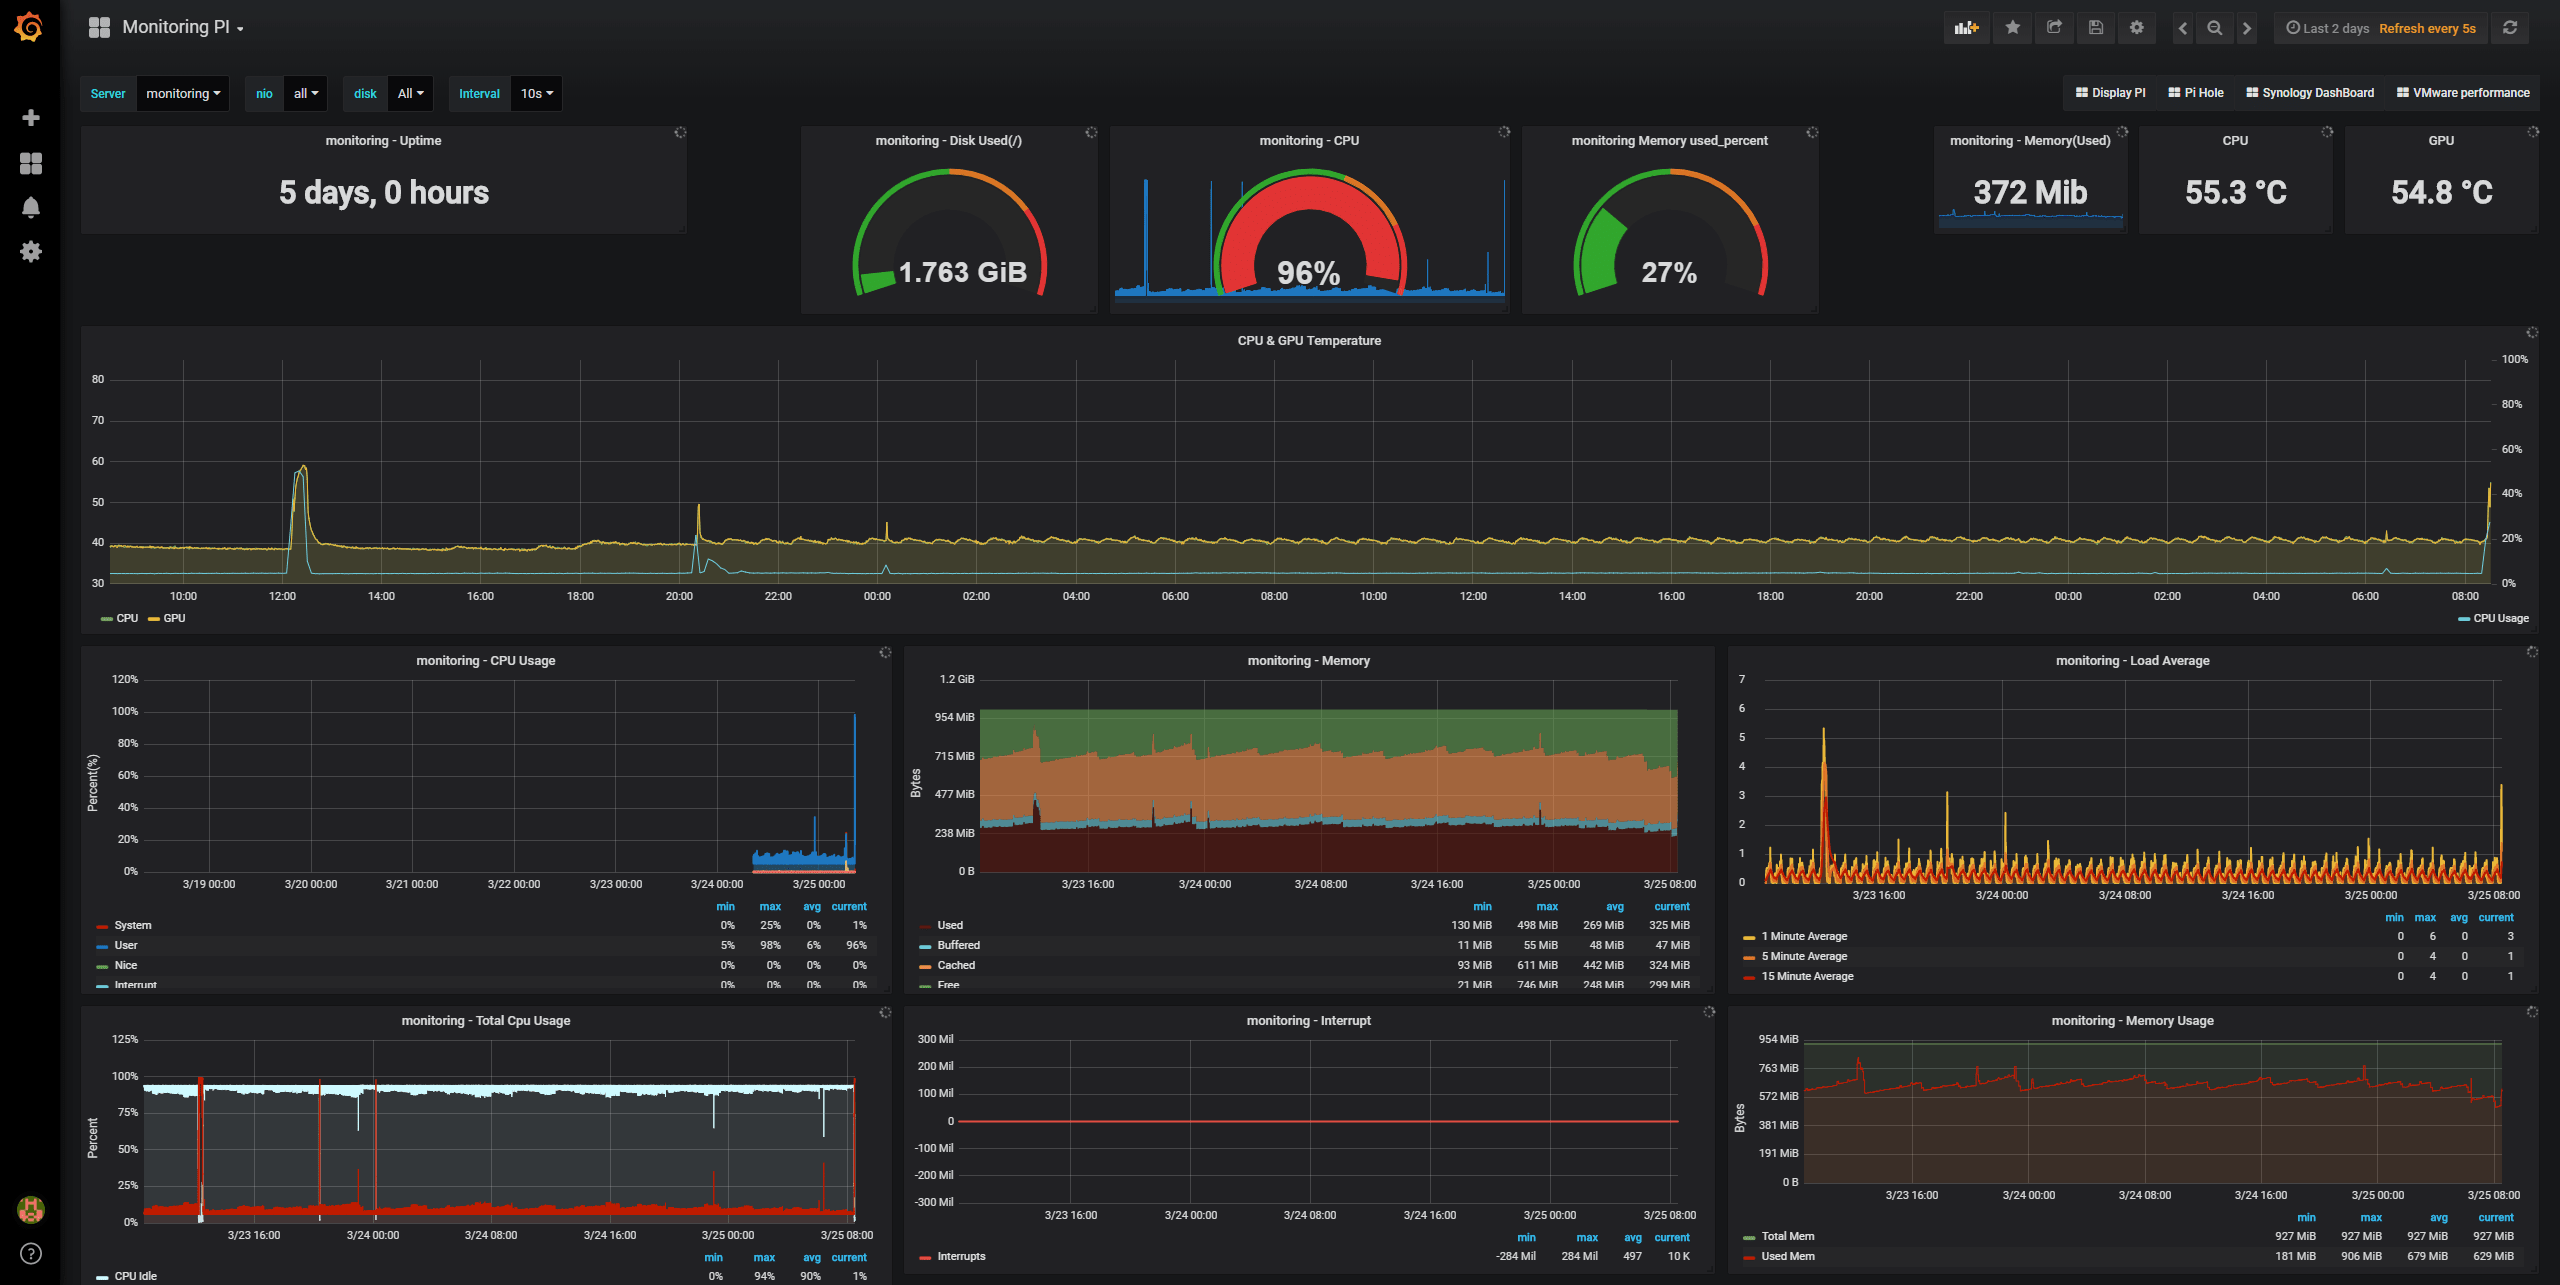 Monitoring PI
Last 2 days Refresh every 5s
Server monitoring nio all disk All Interval 10s
Display PI Pi Hole Synology DashBoard VMware performance
monitoring - Uptime
5 days, 0 hours
monitoring - Disk Used(/)
1.763 GiB
monitoring - CPU
96%
monitoring Memory used_percent
27%
monitoring - Memory(Used)
372 Mib
CPU
55.3 °C
GPU
54.8 °C
CPU & GPU Temperature
80
70
60
50
40
30
100%
80%
60%
40%
20%
0%
10:00 12:00 14:00 16:00 18:00 20:00 22:00 00:00 02:00 04:00 06:00 08:00 10:00 12:00 14:00 16:00 18:00 20:00 22:00 00:00 02:00 04:00 06:00 08:00
CPU GPU
CPU Usage
monitoring - CPU Usage
Percent(%)
120%
100%
80%
60%
40%
20%
0%
3/19 00:00 3/20 00:00 3/21 00:00 3/22 00:00 3/23 00:00 3/24 00:00 3/25 00:00
min max avg current
System 0% 25% 0% 1%
User 5% 98% 6% 96%
Nice 0% 0% 0% 0%
Interrupt 0% 0% 0% 0%
monitoring - Memory
Bytes
1.2 GiB
954 MiB
715 MiB
477 MiB
238 MiB
0 B
3/23 16:00 3/24 00:00 3/24 08:00 3/24 16:00 3/25 00:00 3/25 08:00
min max avg current
Used 130 MiB 498 MiB 269 MiB 325 MiB
Buffered 11 MiB 55 MiB 48 MiB 47 MiB
Cached 93 MiB 611 MiB 442 MiB 324 MiB
Free 21 MiB 746 MiB 248 MiB 299 MiB
monitoring - Load Average
7
6
5
4
3
2
1
0
3/23 16:00 3/24 00:00 3/24 08:00 3/24 16:00 3/25 00:00 3/25 08:00
min max avg current
1 Minute Average 0 6 0 3
5 Minute Average 0 4 0 1
15 Minute Average 0 4 0 1
monitoring - Total Cpu Usage
Percent
125%
100%
75%
50%
25%
0%
3/23 16:00 3/24 00:00 3/24 08:00 3/24 16:00 3/25 00:00 3/25 08:00
min max avg current
CPU Idle 0% 94% 90% 1%
monitoring - Interrupt
300 Mil
200 Mil
100 Mil
0
-100 Mil
-200 Mil
-300 Mil
3/23 16:00 3/24 00:00 3/24 08:00 3/24 16:00 3/25 00:00 3/25 08:00
min max avg current
Interrupts -284 Mil 284 Mil 497 10 K
monitoring - Memory Usage
Bytes
954 MiB
763 MiB
572 MiB
381 MiB
191 MiB
0 B
3/23 16:00 3/24 00:00 3/24 08:00 3/24 16:00 3/25 00:00 3/25 08:00
min max avg current
Total Mem 927 MiB 927 MiB 927 MiB 927 MiB
Used Mem 181 MiB 906 MiB 679 MiB 629 MiB